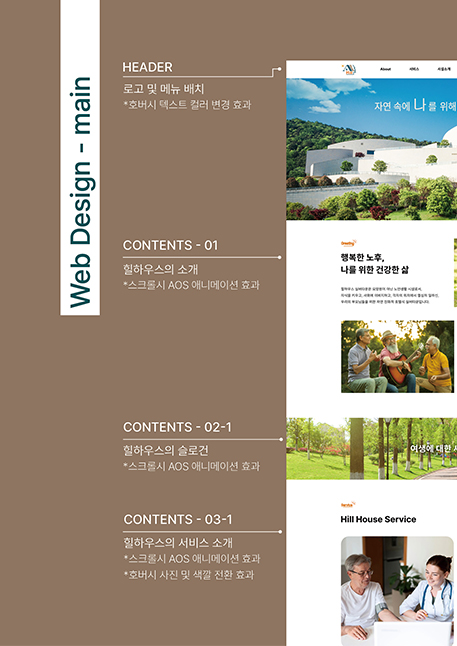 Web Design - main
HEADER
로고 및 메뉴 배치
*호버시 텍스트 컬러 변경 효과
CONTENTS - 01
힐하우스의 소개
*스크롤시 AOS 애니메이션 효과
CONTENTS - 02-1
힐하우스의 슬로건
*스크롤시 AOS 애니메이션 효과
CONTENTS - 03-1
힐하우스의 서비스 소개
*스크롤시 AOS 애니메이션 효과
*호버시 사진 및 색깔 전환 효과
About 서비스 시설소개
자연 속에 나를 위해
행복한 노후,
나를 위한 건강한 삶
여생에 대한
Hill House Service